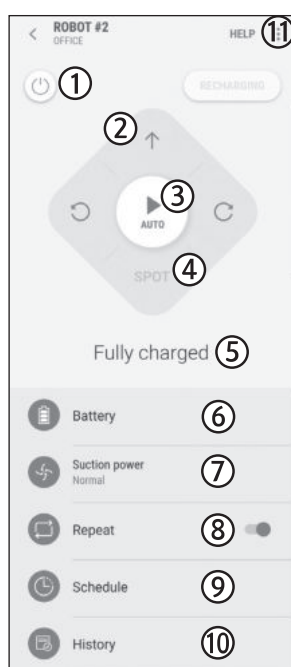 ROBOT #2
OFFICE
HELP 11
1
RECHARGING
2
3
AUTO
SPOT 4
Fully charged 5
Battery 6
Suction power
Normal
7
Repeat 8
Schedule 9
History 10